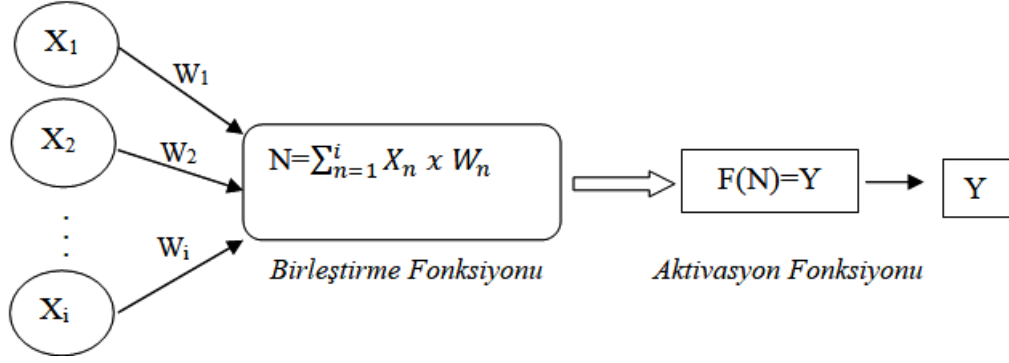 X₁
W₁
X₂
W₂
N=∑ⁱₙ₌₁ Xₙ x Wₙ
F(N)=Y
Y
⋮
Wᵢ
Xᵢ
Birleştirme Fonksiyonu
Aktivasyon Fonksiyonu